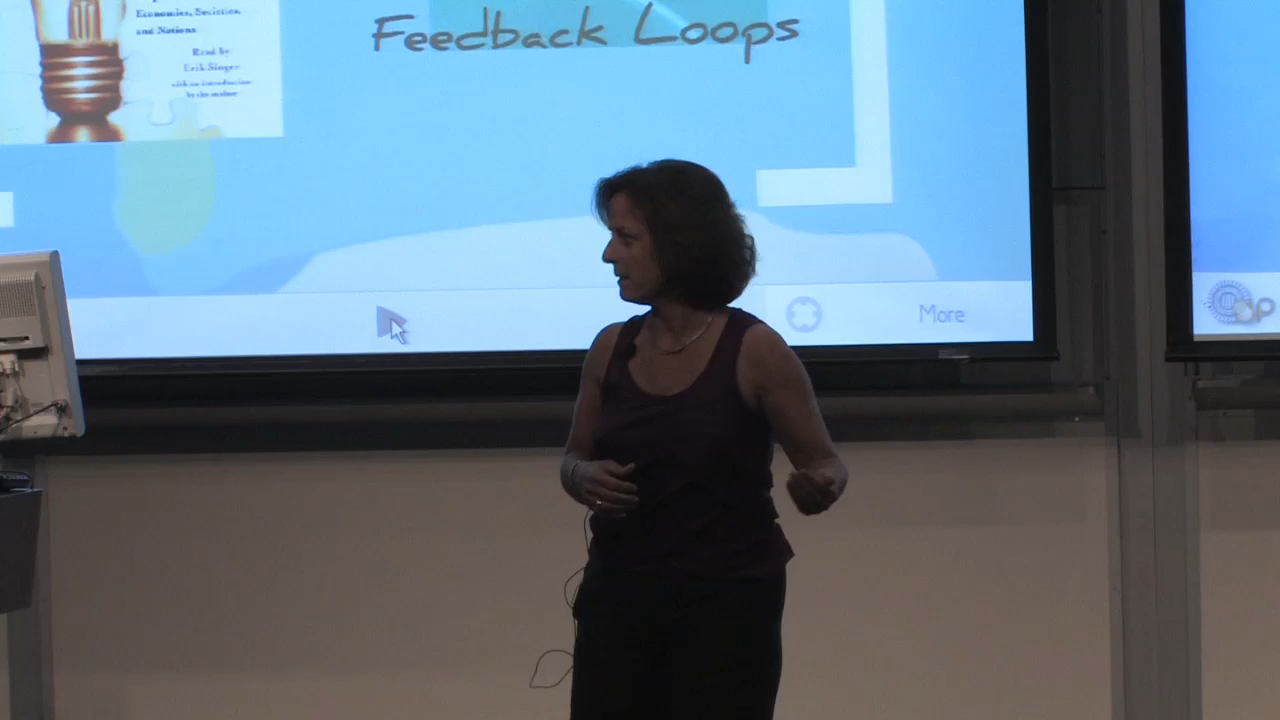 Economies, Societies,
and Nations
Read by
Erik Singer
with an introduction
by the author
Feedback Loops
More